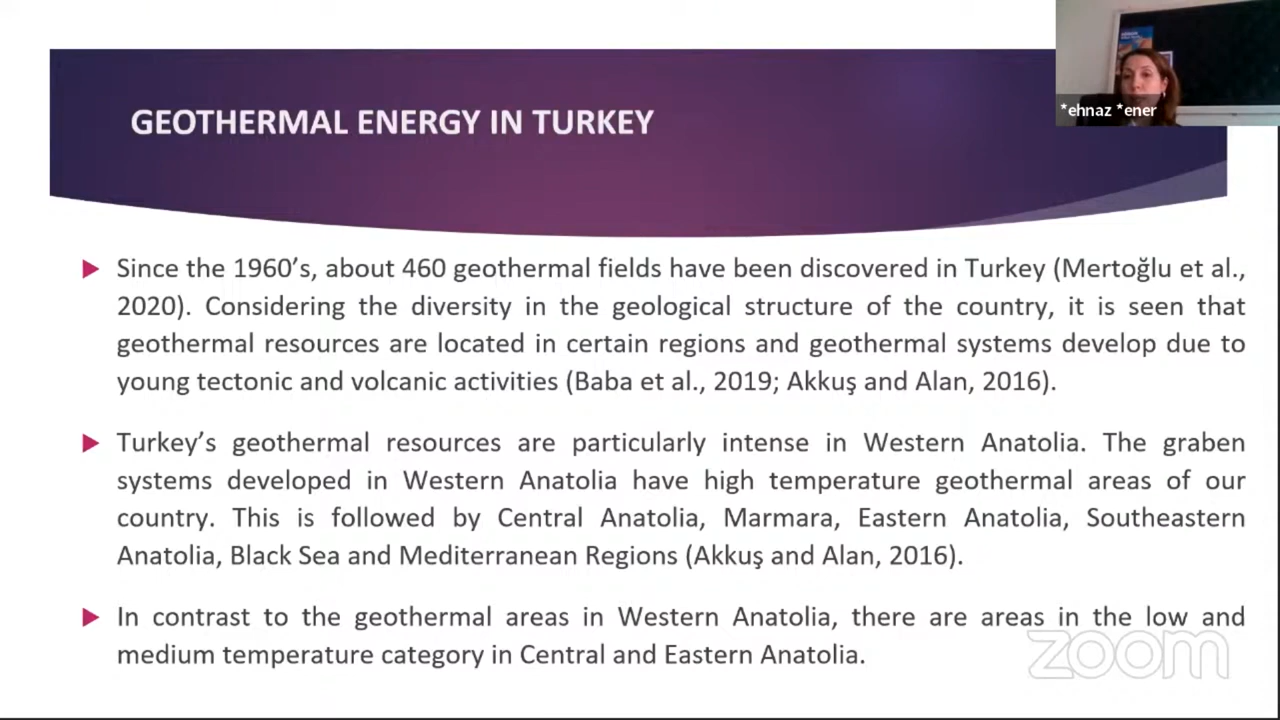 GEOTHERMAL ENERGY IN TURKEY
*ehnaz *ener
Since the 1960’s, about 460 geothermal fields have been discovered in Turkey (Mertoğlu et al.,
2020). Considering the diversity in the geological structure of the country, it is seen that
geothermal resources are located in certain regions and geothermal systems develop due to
young tectonic and volcanic activities (Baba et al., 2019; Akkuş and Alan, 2016).
Turkey’s geothermal resources are particularly intense in Western Anatolia. The graben
systems developed in Western Anatolia have high temperature geothermal areas of our
country. This is followed by Central Anatolia, Marmara, Eastern Anatolia, Southeastern
Anatolia, Black Sea and Mediterranean Regions (Akkuş and Alan, 2016).
In contrast to the geothermal areas in Western Anatolia, there are areas in the low and
medium temperature category in Central and Eastern Anatolia.
zoom